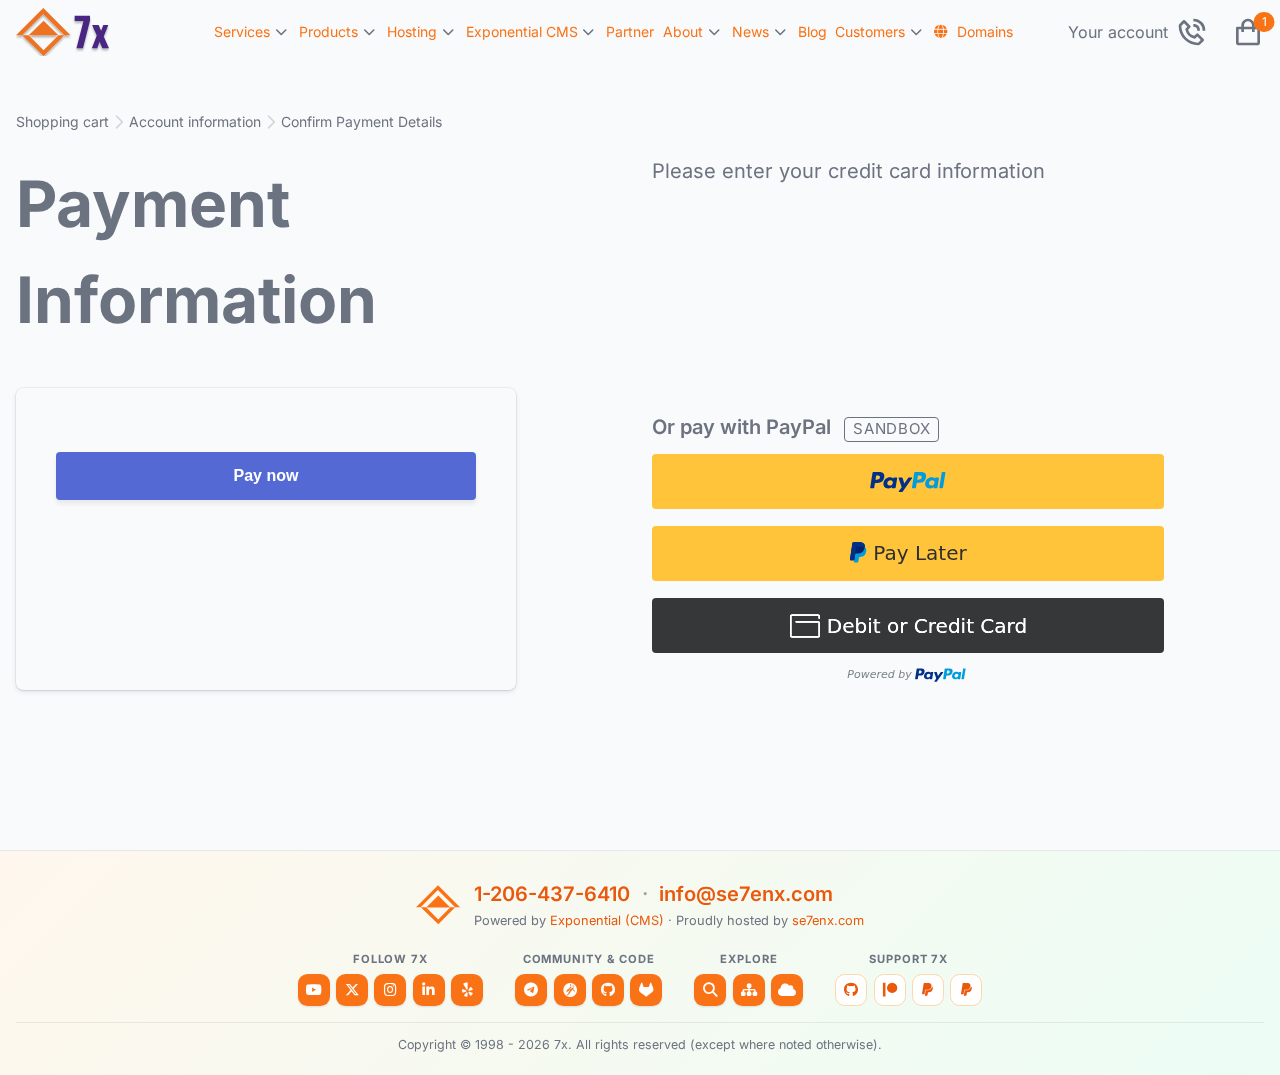 7x
Services Products Hosting Exponential CMS Partner About News Blog Customers Domains
Your account
1
Shopping cart Account information Confirm Payment Details
Payment
Information
Please enter your credit card information
Pay now
Or pay with PayPal SANDBOX
PayPal
Pay Later
Debit or Credit Card
Powered by PayPal
1-206-437-6410 · info@se7enx.com
Powered by Exponential (CMS) · Proudly hosted by se7enx.com
FOLLOW 7X COMMUNITY & CODE EXPLORE SUPPORT 7X
Copyright © 1998 - 2026 7x. All rights reserved (except where noted otherwise).